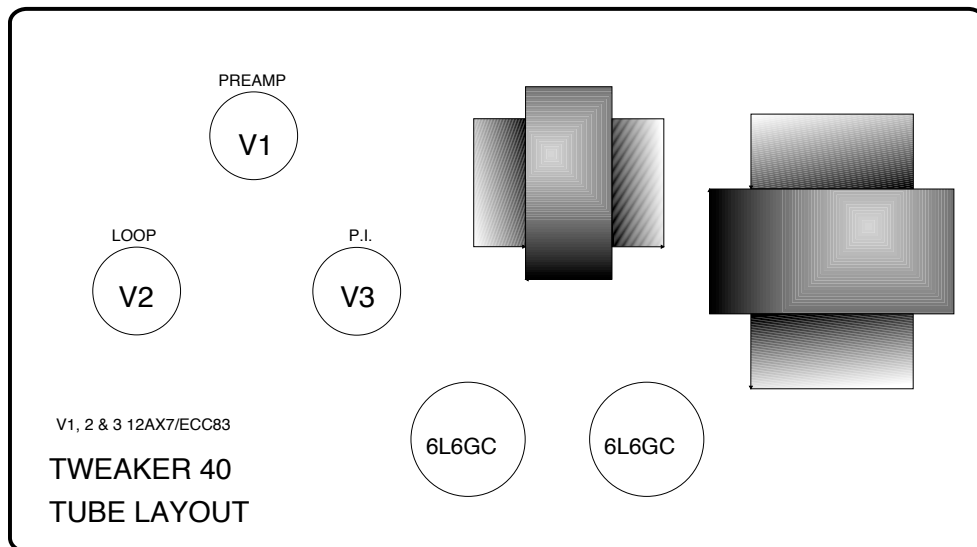 PREAMP
V1
LOOP
V2
P.I.
V3
6L6GC
6L6GC
V1, 2 & 3 12AX7/ECC83
TWEAKER 40
TUBE LAYOUT